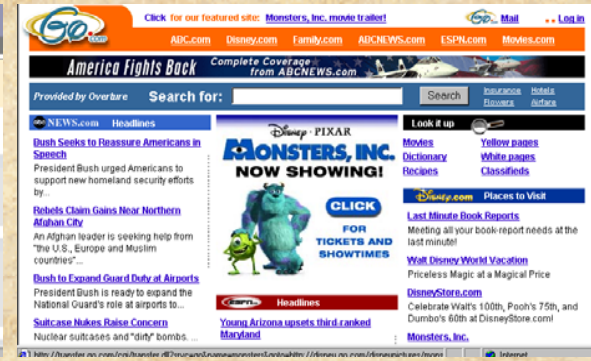 Go.com
Click for our featured site: Monsters, Inc. movie trailer!
Go.com Mail
Log in
ABC.com Disney.com Family.com ABCNEWS.com ESPN.com Movies.com
America Fights Back Complete Coverage
from ABCNEWS.com
Provided by Overture Search for: Search
Insurance Hotels
Flowers Airfare
abc NEWS.com Headlines
Bush Seeks to Reassure Americans in
Speech
President Bush urged Americans to
support new homeland security efforts
by...
Rebels Claim Gains Near Northern
Afghan City
An Afghan leader is seeking help from
"the U.S., Europe and Muslim
countries"...
Bush to Expand Guard Duty at Airports
President Bush is ready to expand the
National Guard's role at airports to...
Suitcase Nukes Raise Concern
Nuclear suitcases and "dirty" bombs. ...
Disney · PIXAR
MONSTERS, INC.
NOW SHOWING!
CLICK
FOR
TICKETS AND
SHOWTIMES
ESPN.com Headlines
Young Arizona upsets third-ranked
Maryland
Look it up
Movies Yellow pages
Dictionary White pages
Recipes Classifieds
Disney.com Places to Visit
Last Minute Book Reports
Meeting all your book-report needs at the
last minute!
Walt Disney World Vacation
Priceless Magic at a Magical Price
DisneyStore.com
Celebrate Walt's 100th, Pooh's 75th, and
Dumbo's 60th at DisneyStore.com!
Monsters, Inc.
Internet